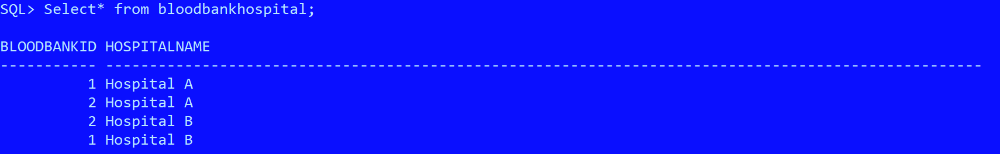 SQL> Select* from bloodbankhospital;
BLOODBANKID HOSPITALNAME
----------- ----------------------------------------------------------------------------------------------------
1 Hospital A
2 Hospital A
2 Hospital B
1 Hospital B